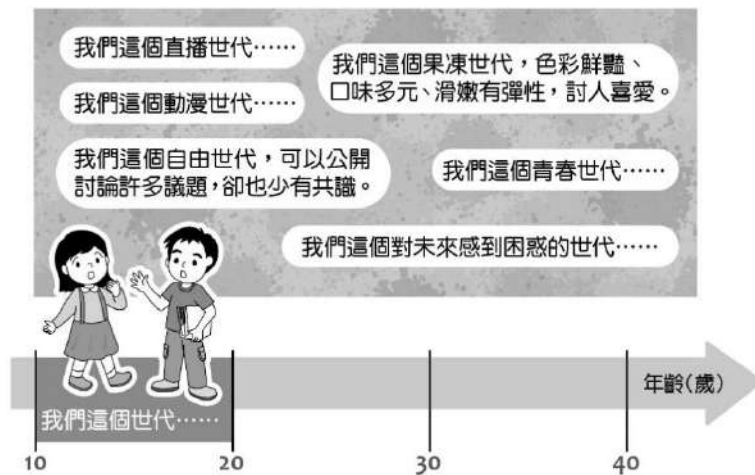 我們這個直播世代……
我們這個動漫世代……
我們這個果凍世代，色彩鮮豔、
口味多元、滑嫩有彈性，討人喜愛。
我們這個自由世代，可以公開
討論許多議題，卻也少有共識。
我們這個青春世代……
我們這個對未來感到困惑的世代……
年齡(歲)
我們這個世代……
10
20
30
40